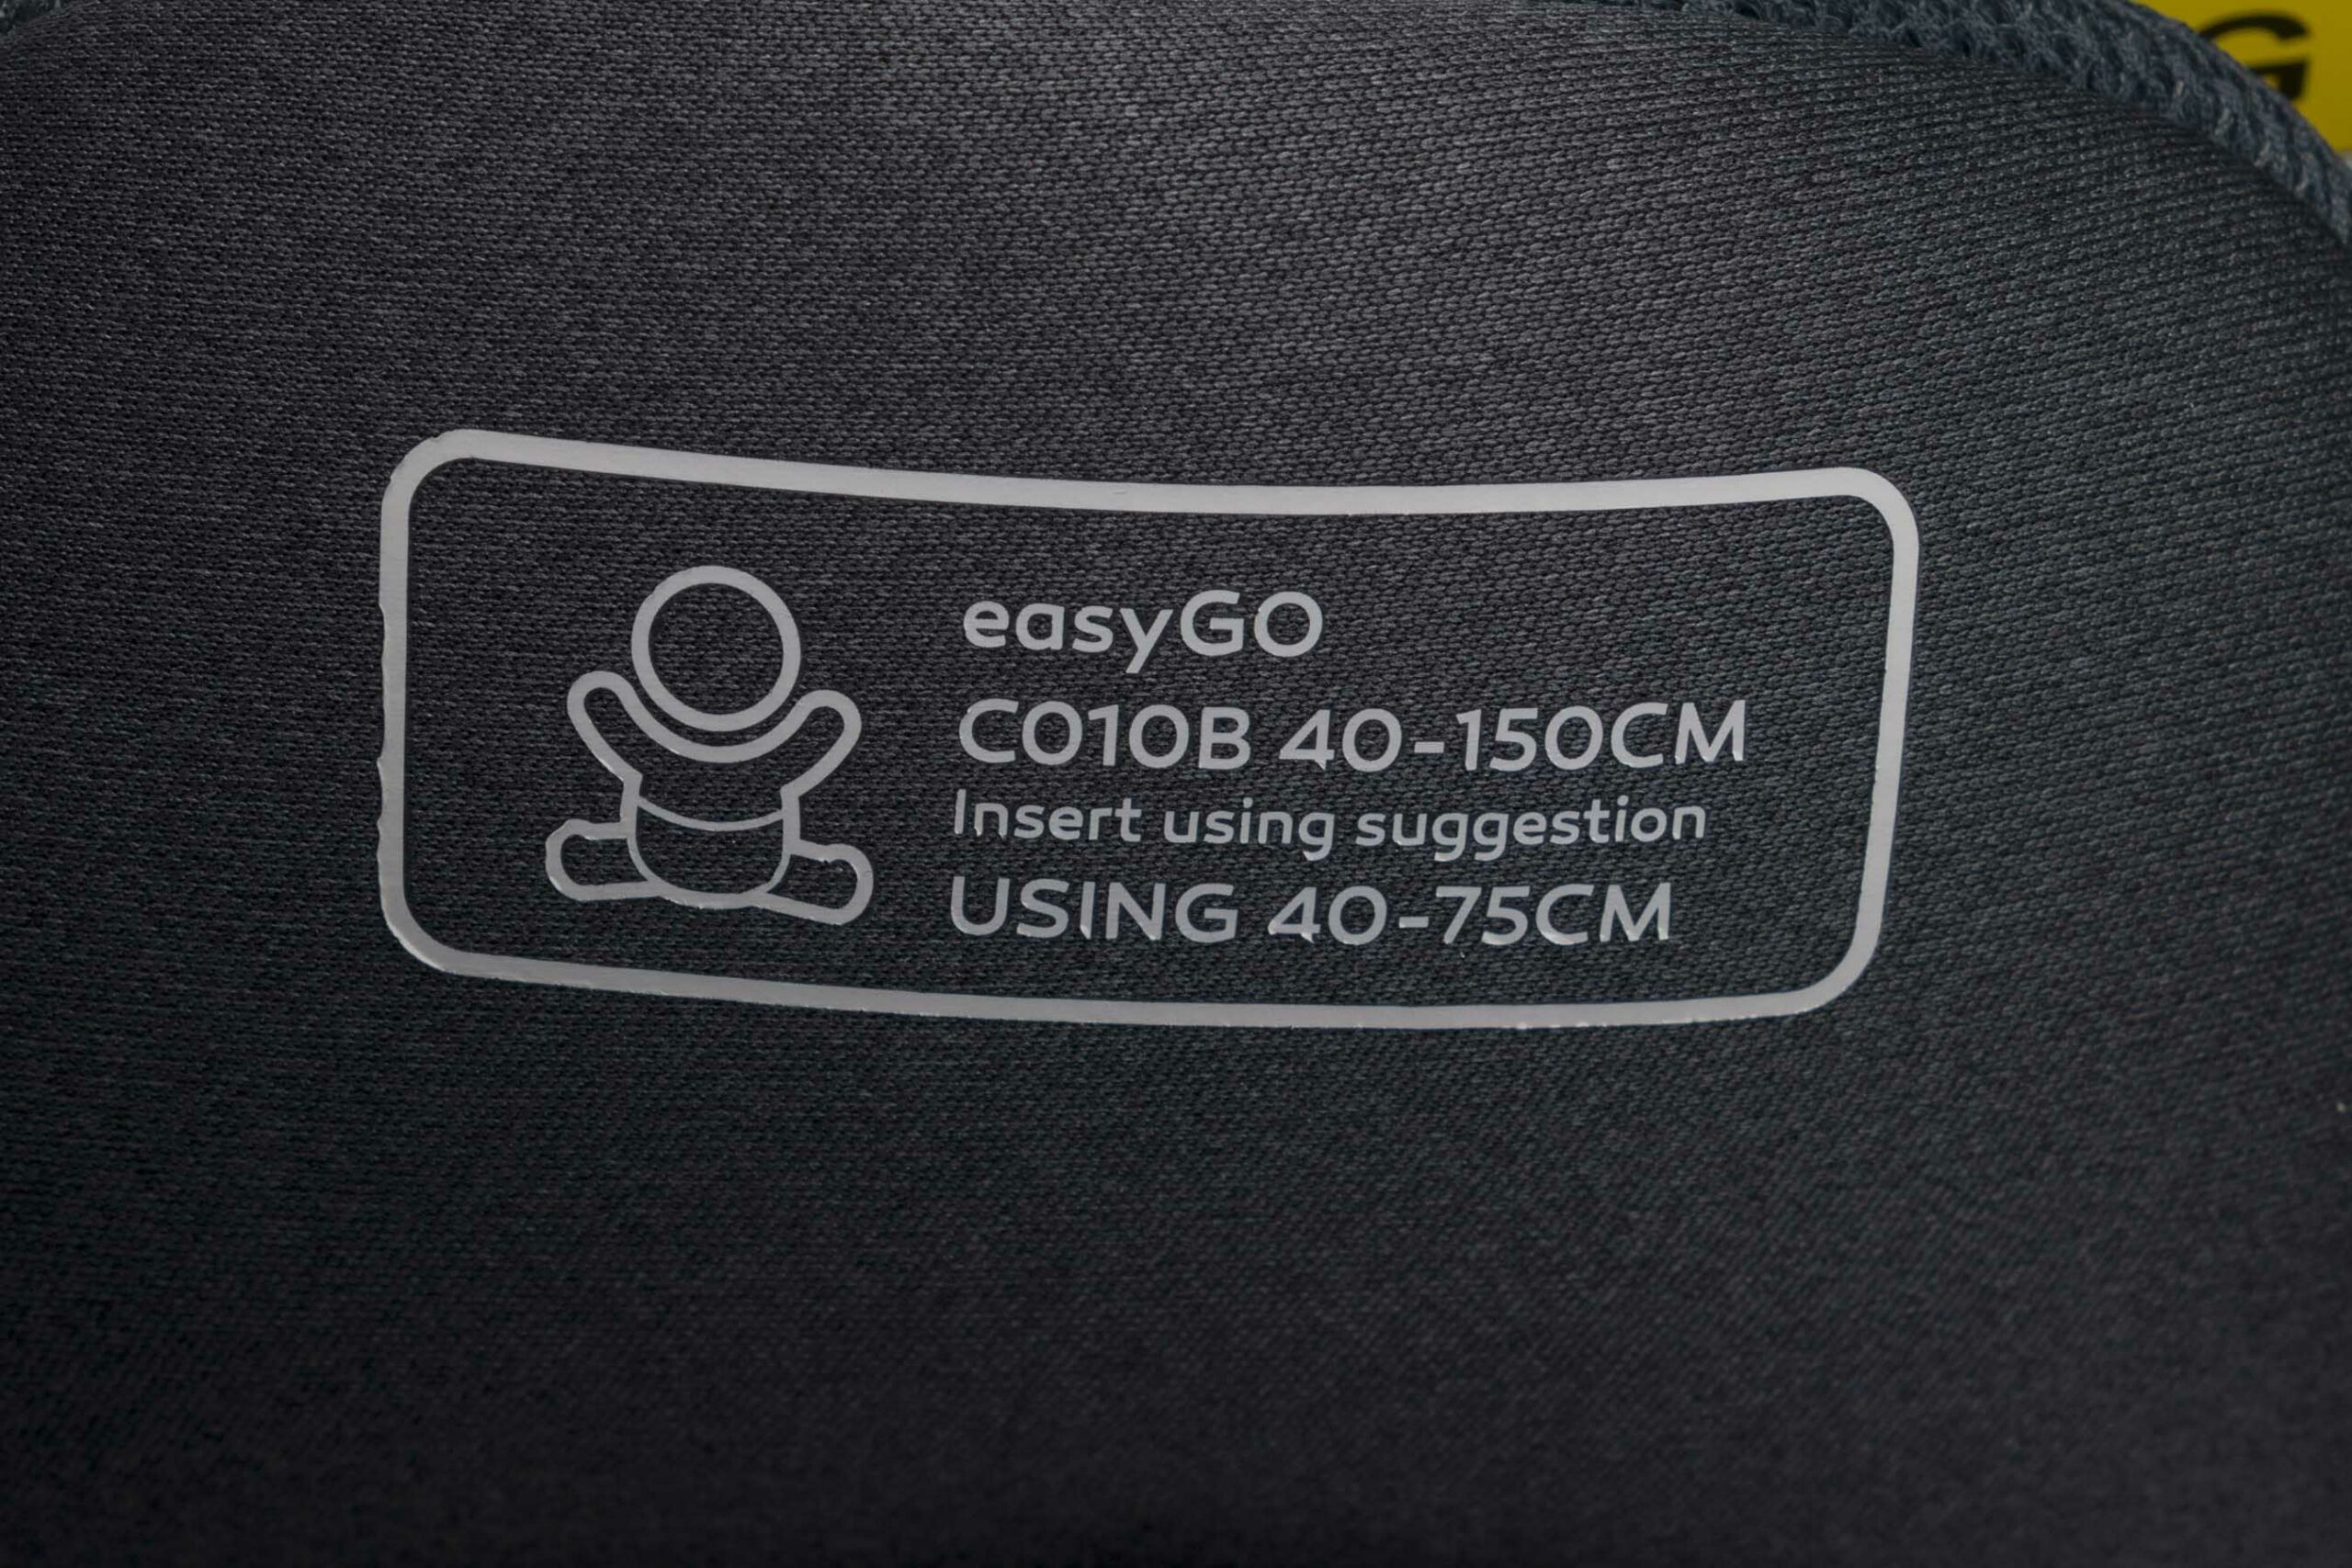 G
easyGO
C010B 40-150CM
Insert using suggestion
USING 40-75CM